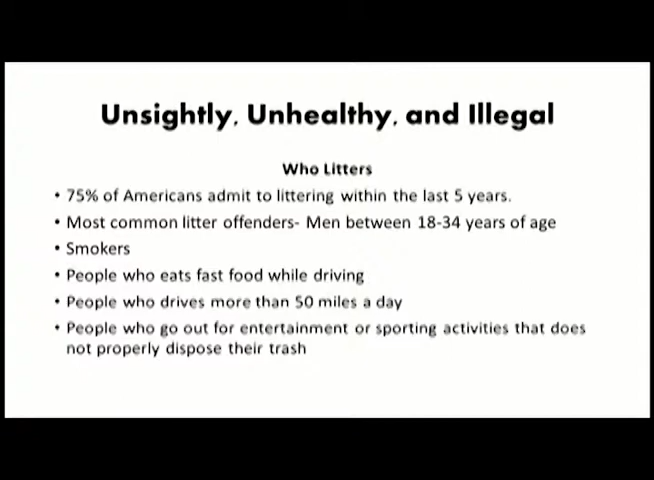 Unsightly, Unhealthy, and Illegal
Who Litters
• 75% of Americans admit to littering within the last 5 years.
• Most common litter offenders- Men between 18-34 years of age
• Smokers
• People who eats fast food while driving
• People who drives more than 50 miles a day
• People who go out for entertainment or sporting activities that does
not properly dispose their trash